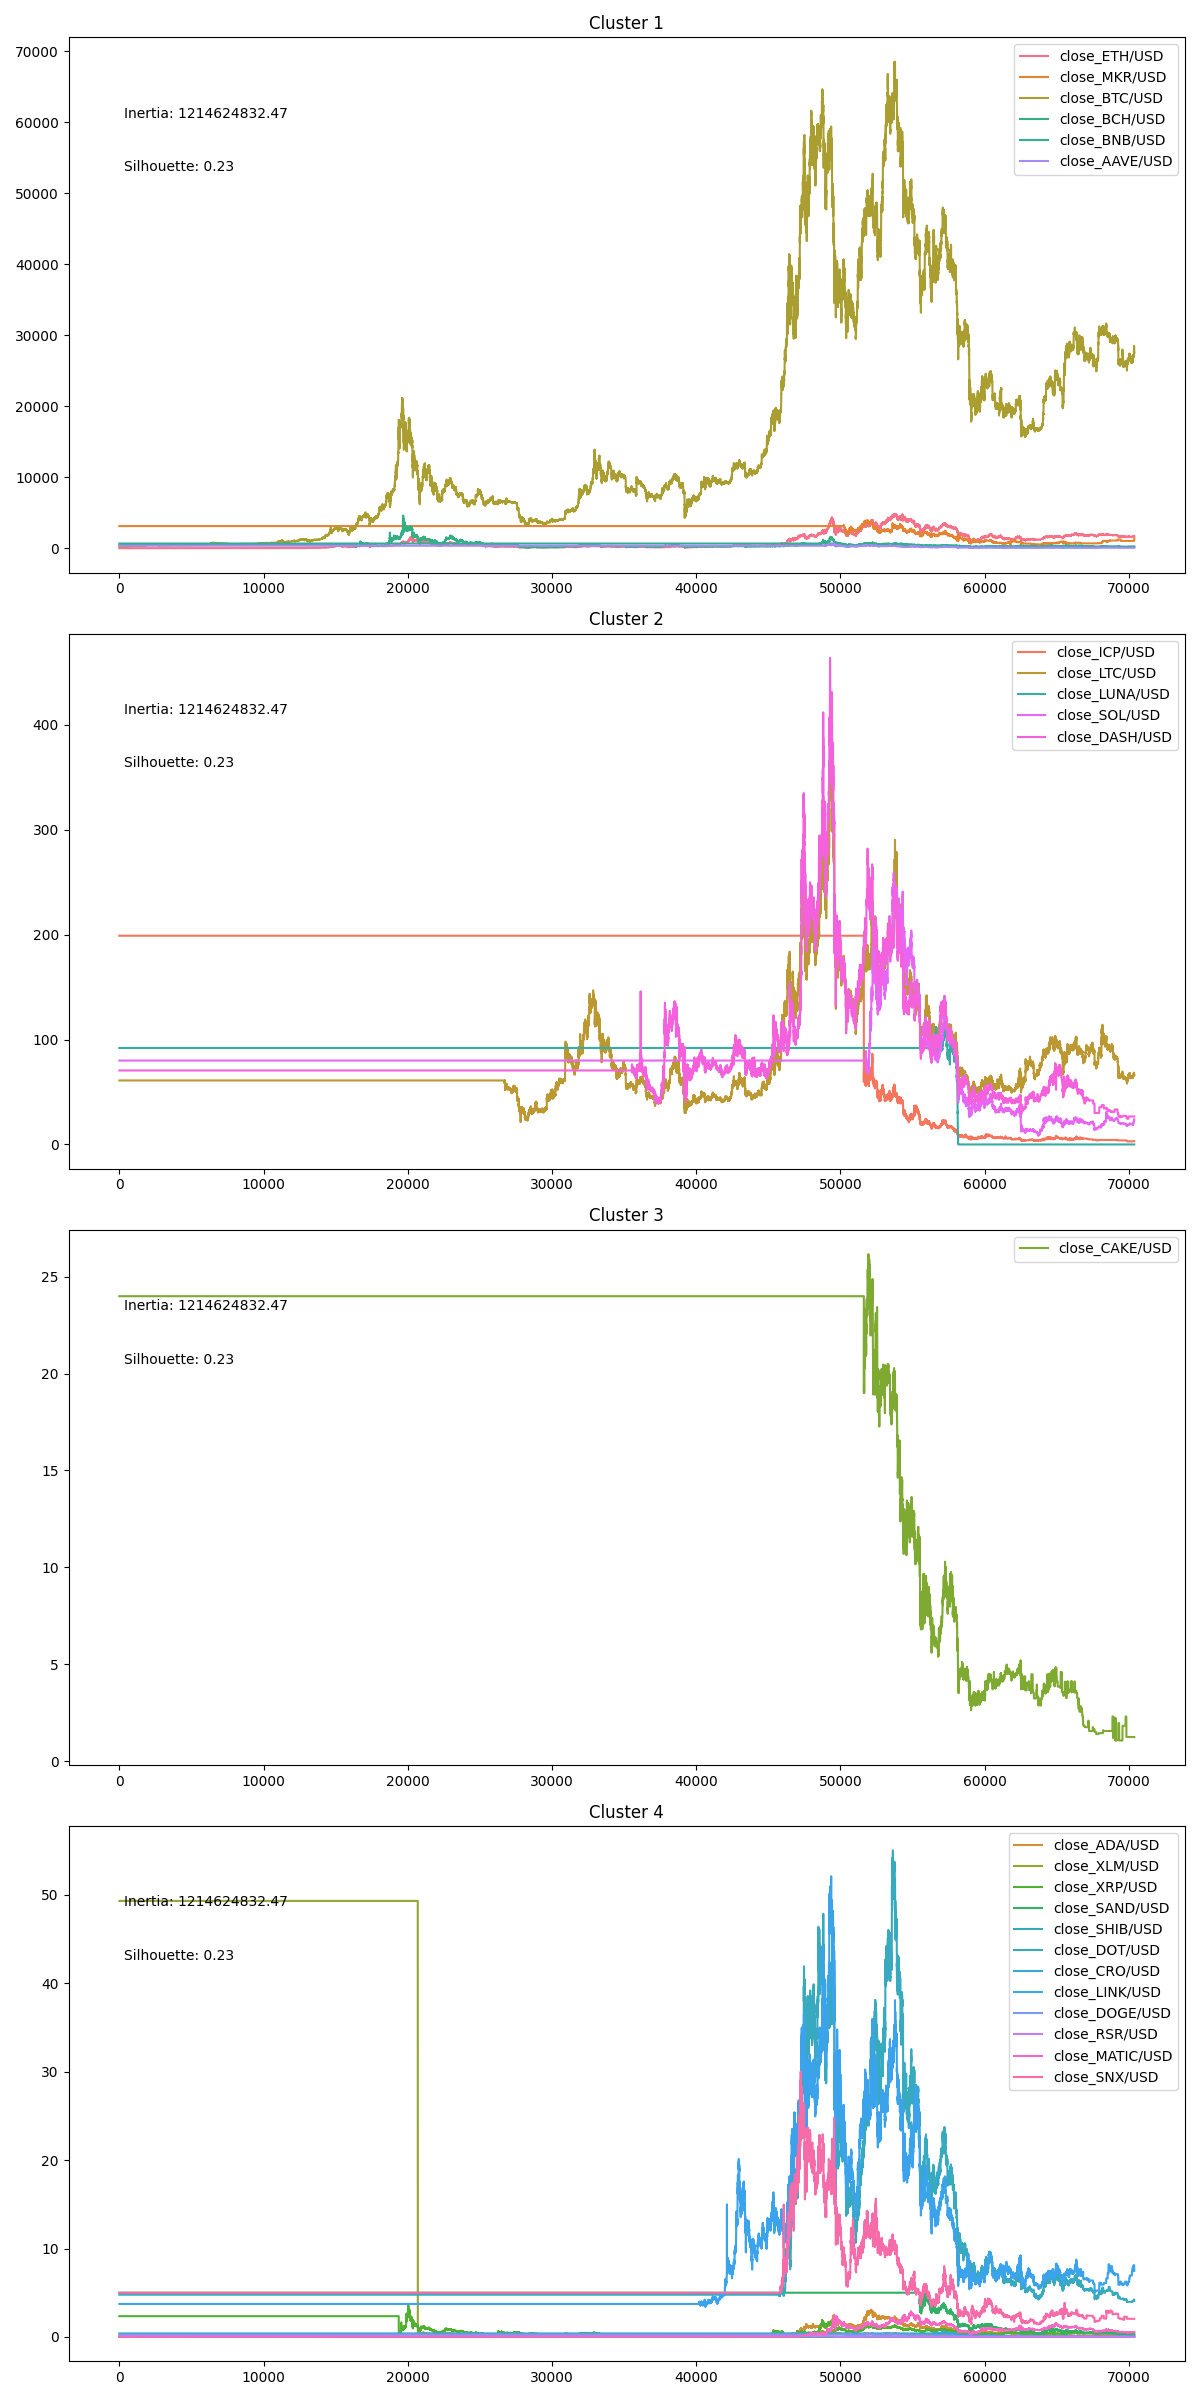 Cluster 1
70000
60000
50000
40000
30000
20000
10000
0
Inertia: 1214624832.47
Silhouette: 0.23
close_ETH/USD
close_MKR/USD
close_BTC/USD
close_BCH/USD
close_BNB/USD
close_AAVE/USD
0 10000 20000 30000 40000 50000 60000 70000
Cluster 2
400
300
200
100
0
Inertia: 1214624832.47
Silhouette: 0.23
close_ICP/USD
close_LTC/USD
close_LUNA/USD
close_SOL/USD
close_DASH/USD
0 10000 20000 30000 40000 50000 60000 70000
Cluster 3
25
20
15
10
5
0
Inertia: 1214624832.47
Silhouette: 0.23
close_CAKE/USD
0 10000 20000 30000 40000 50000 60000 70000
Cluster 4
50
40
30
20
10
0
Inertia: 1214624832.47
Silhouette: 0.23
close_ADA/USD
close_XLM/USD
close_XRP/USD
close_SAND/USD
close_SHIB/USD
close_DOT/USD
close_CRO/USD
close_LINK/USD
close_DOGE/USD
close_RSR/USD
close_MATIC/USD
close_SNX/USD
0 10000 20000 30000 40000 50000 60000 70000